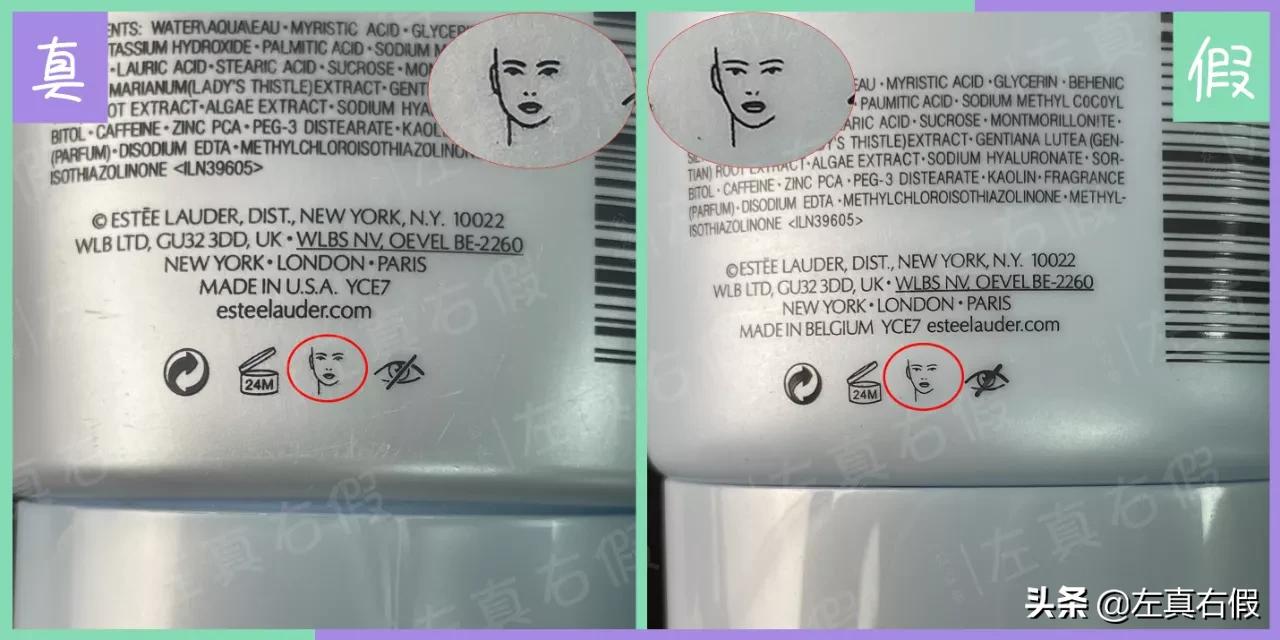 真
ENTS: WATER\AQUA\EAU • MYRISTIC ACID • GLYCER
TASSIUM HYDROXIDE • PALMITIC ACID • SODIUM M
• LAURIC ACID • STEARIC ACID • SUCROSE • MON
MARIANUM(LADY'S THISTLE)EXTRACT • GENT
OT EXTRACT • ALGAE EXTRACT • SODIUM HYA
BITOL • CAFFEINE • ZINC PCA • PEG-3 DISTEARATE • KAOL
(PARFUM) • DISODIUM EDTA • METHYLCHLOROISOTHIAZOLINON
ISOTHIAZOLINONE <ILN39605>
© ESTĒE LAUDER, DIST., NEW YORK, N.Y. 10022
WLB LTD, GU32 3DD, UK • WLBS NV, OEVEL BE-2260
NEW YORK • LONDON • PARIS
MADE IN U.S.A. YCE7
esteelauder.com
24M
假
EAU • MYRISTIC ACID • GLYCERIN • BEHENIC
PAUMITIC ACID • SODIUM METHYL COCOYL
ARIC ACID • SUCROSE • MONTMORILLONITE •
Y'S THISTLE)EXTRACT • GENTIANA LUTEA (GEN-
TIAN) ROOT EXTRACT • ALGAE EXTRACT • SODIUM HYALURONATE • SOR-
BITOL • CAFFEINE • ZINC PCA • PEG-3 DISTEARATE • KAOLIN • FRAGRANCE
(PARFUM) • DISODIUM EDTA • METHYLCHLOROISOTHIAZOLINONE • METHYL-
ISOTHIAZOLINONE <ILN39605>
© ESTĒE LAUDER, DIST., NEW YORK, N.Y. 10022
WLB LTD, GU32 3DD, UK • WLBS NV, OEVEL BE-2260
NEW YORK • LONDON • PARIS
MADE IN BELGIUM YCE7 esteelauder.com
24M
左真右假
头条 @左真右假